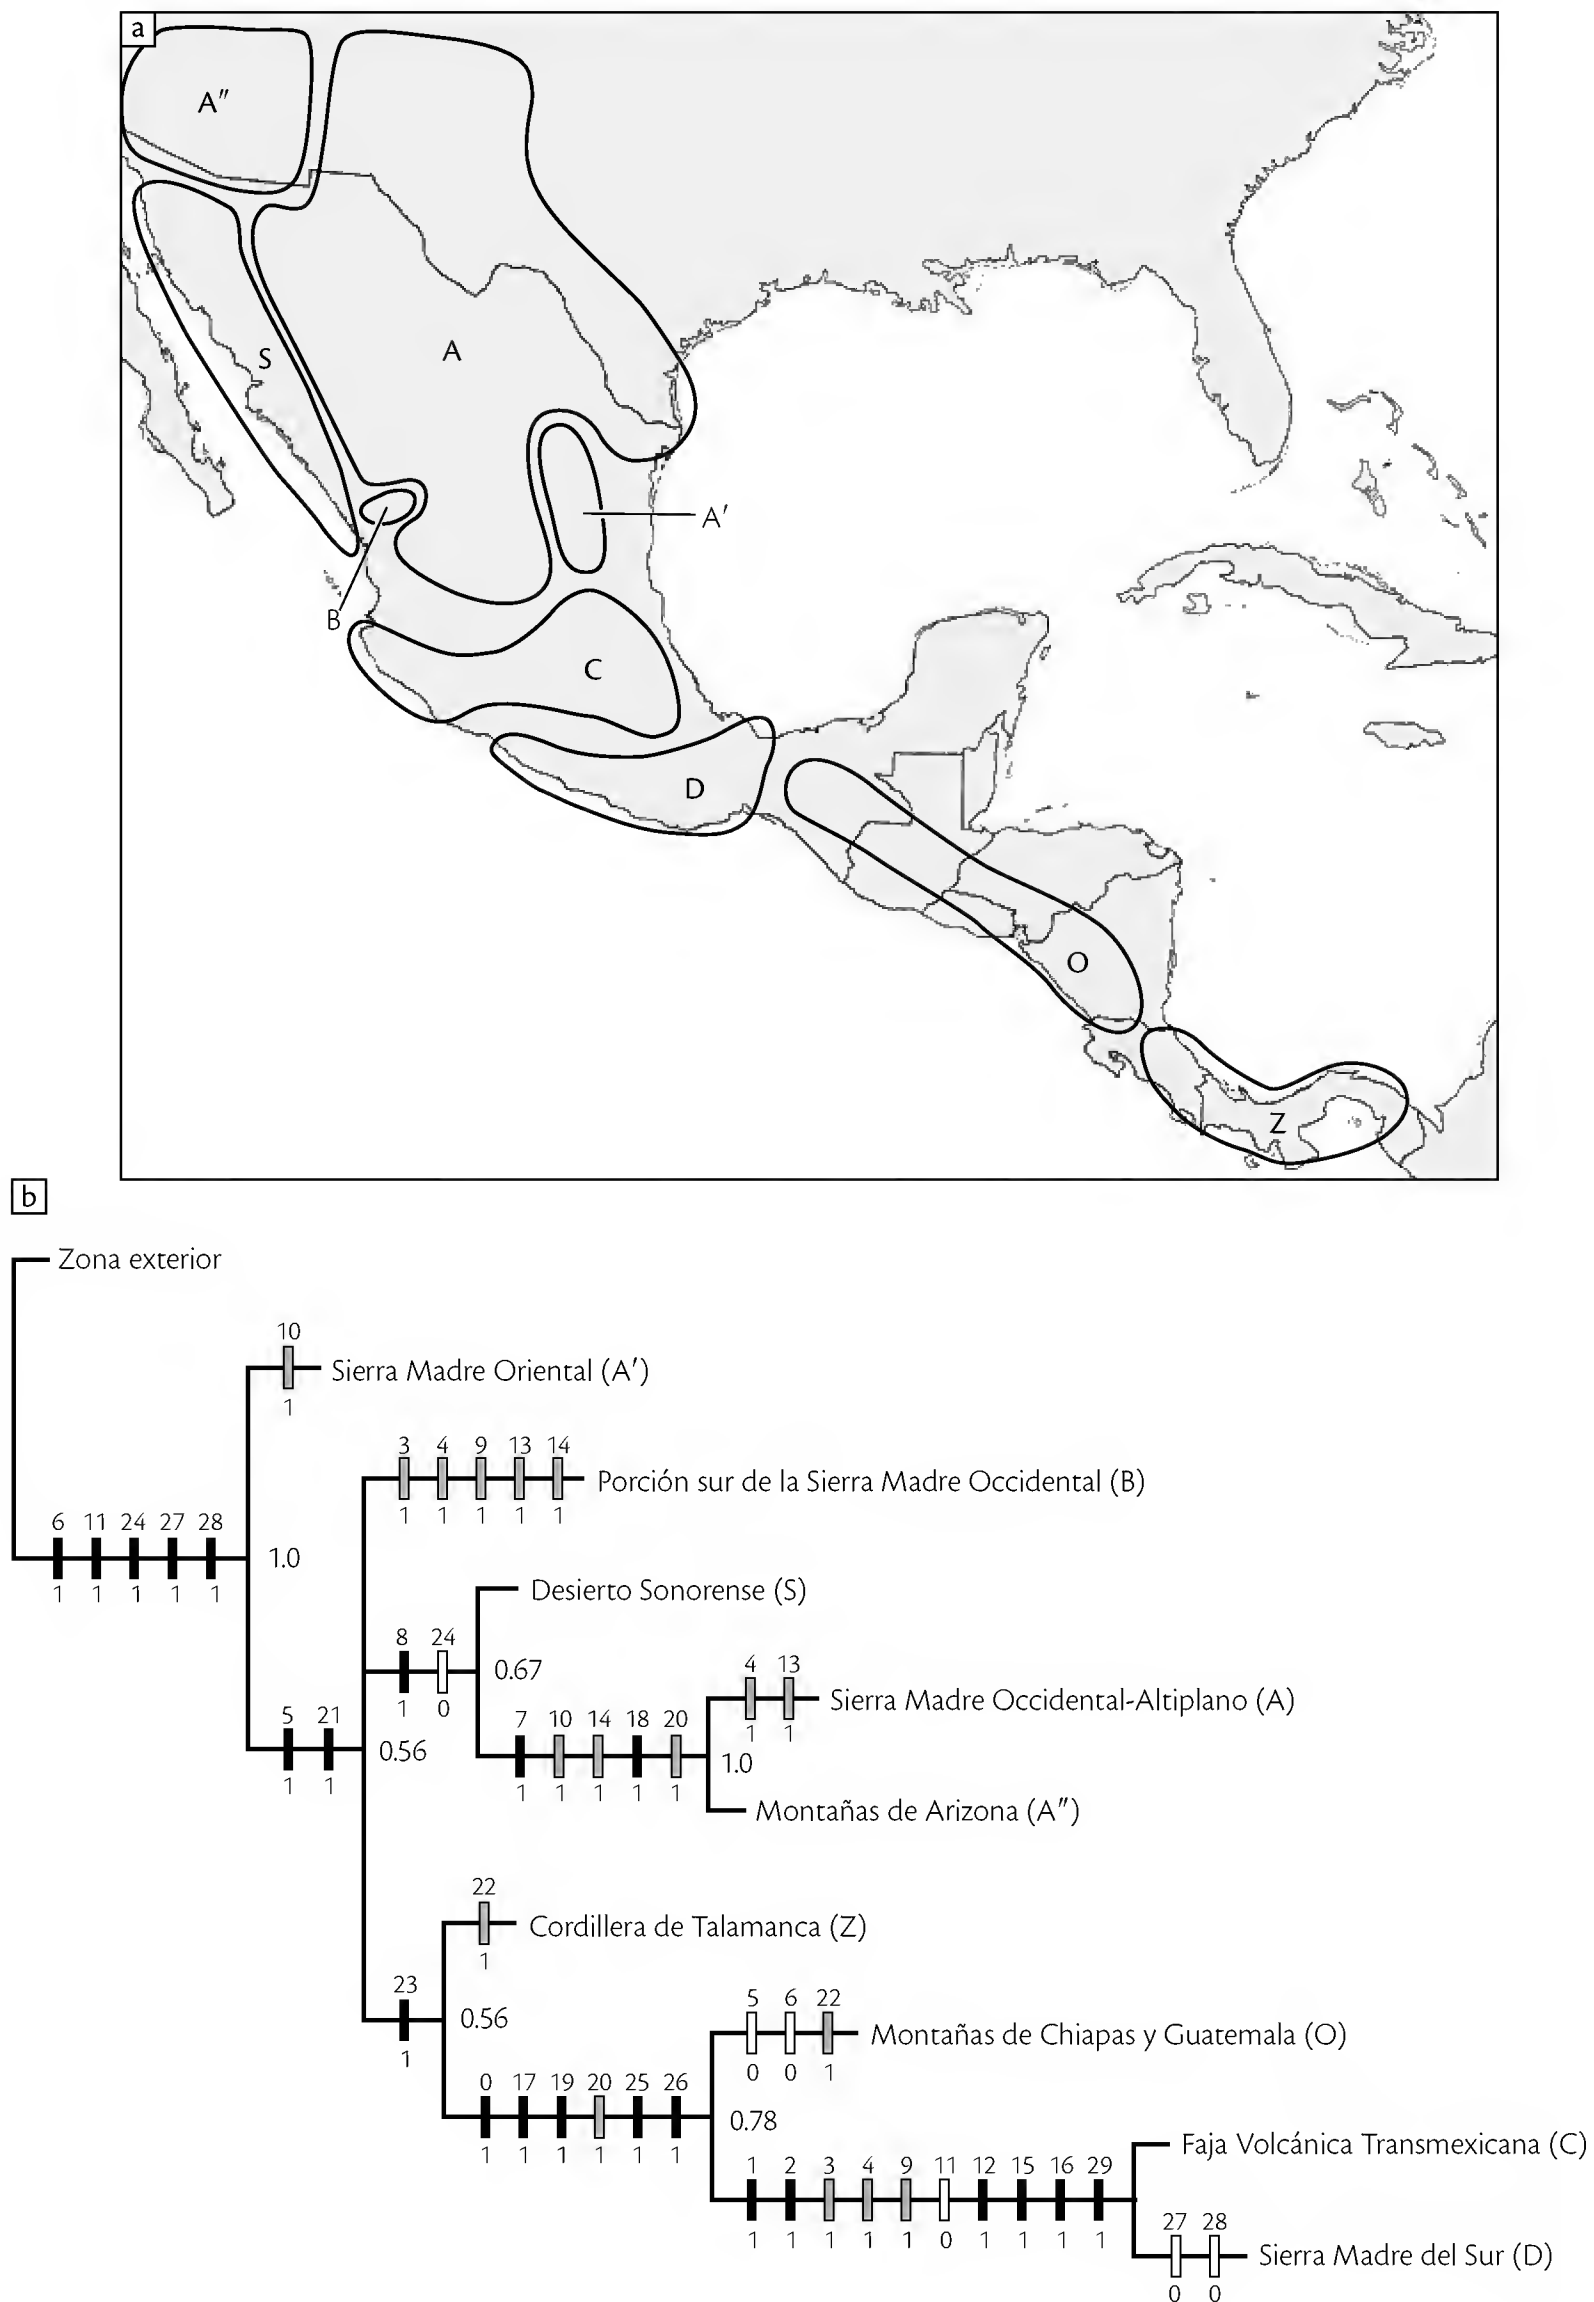 a
A″
A
S
A′
B
C
D
O
Z
b
Zona exterior
10
Sierra Madre Oriental (A′)
1
3 4 9 13 14
Porción sur de la Sierra Madre Occidental (B)
1 1 1 1 1
6 11 24 27 28
1.0
1 1 1 1 1
Desierto Sonorense (S)
8 24
0.67
1 0
4 13
Sierra Madre Occidental-Altiplano (A)
1 1
5 21
0.56
1 1
7 10 14 18 20
1.0
1 1 1 1 1
Montañas de Arizona (A″)
22
Cordillera de Talamanca (Z)
1
23
0.56
1
5 6 22
Montañas de Chiapas y Guatemala (O)
0 0 1
0 17 19 20 25 26
0.78
1 1 1 1 1 1
Faja Volcánica Transmexicana (C)
1 2 3 4 9 11 12 15 16 29
1 1 1 1 1 0 1 1 1 1
27 28
Sierra Madre del Sur (D)
0 0